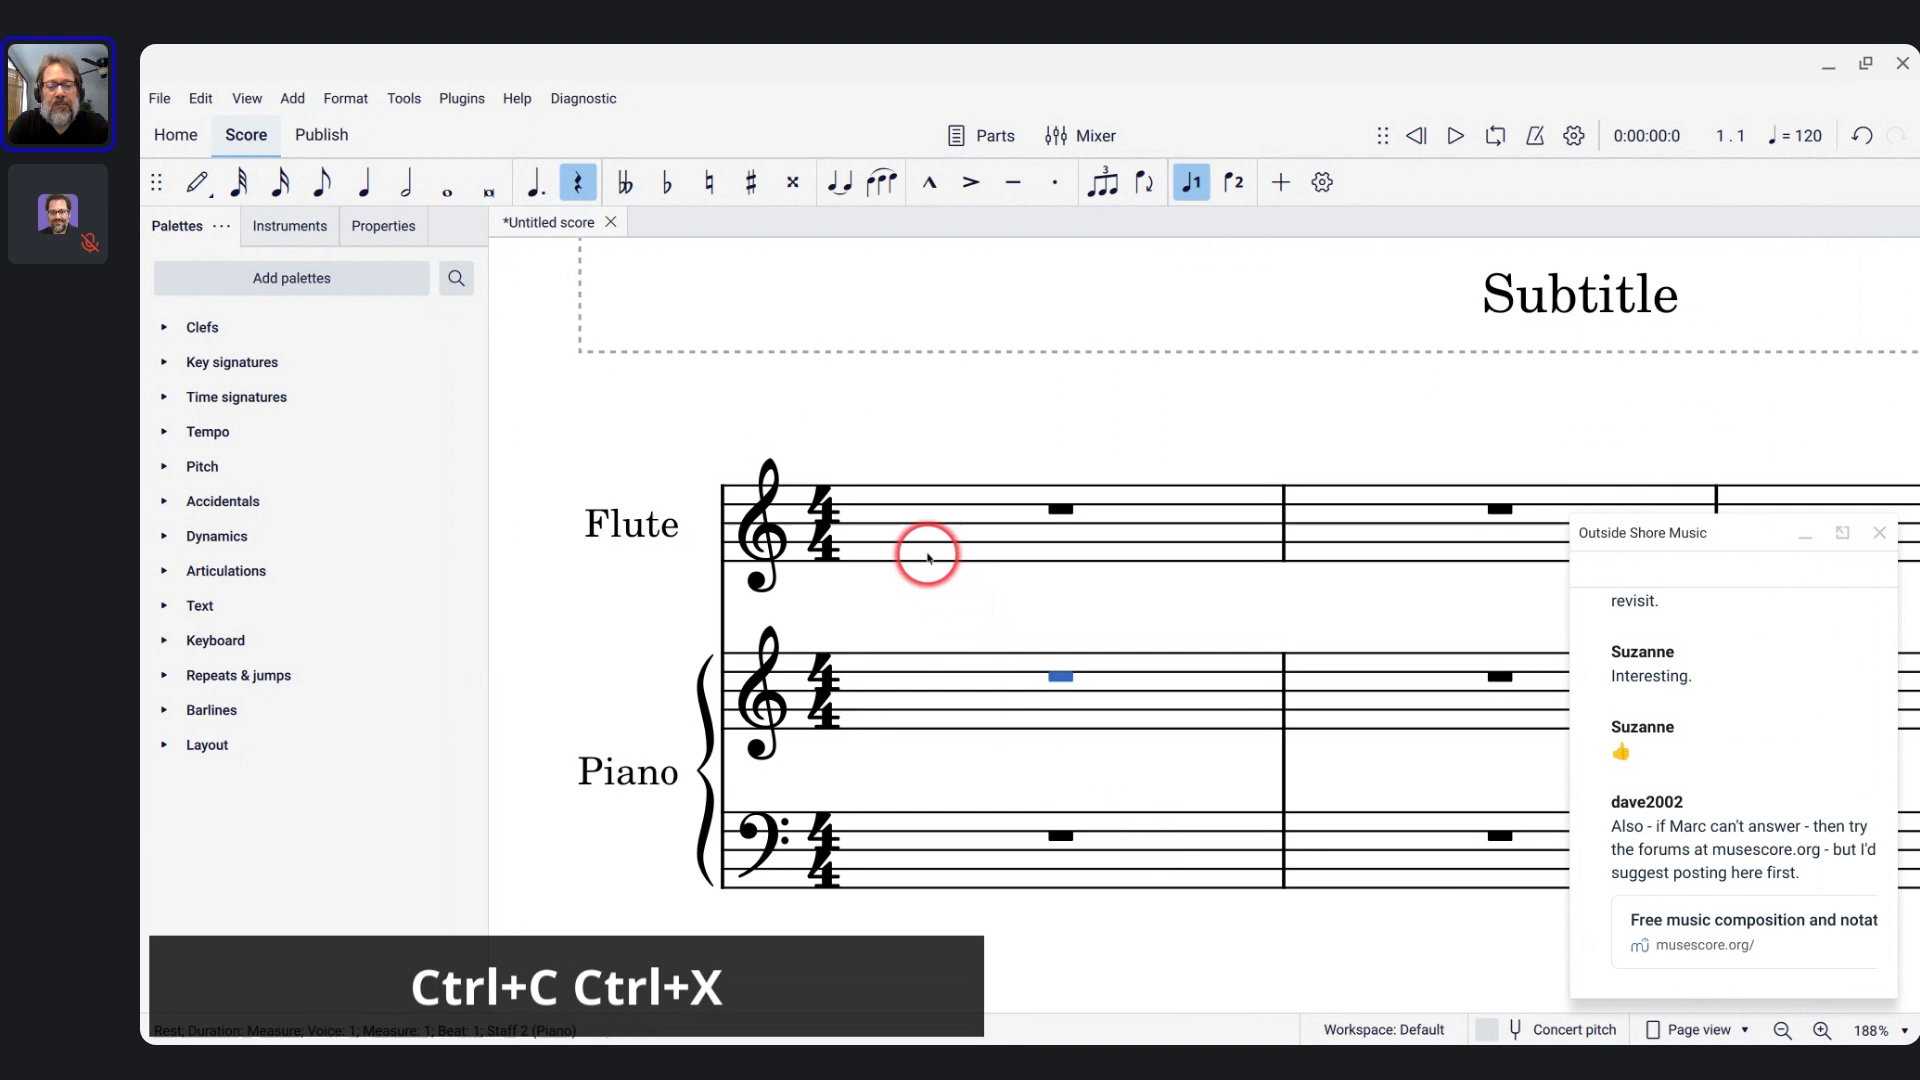 File Edit View Add Format Tools Plugins Help Diagnostic
Home Score Publish
Parts Mixer
0:00:00:0 1 . 1 = 120
3
1 2
Palettes ··· Instruments Properties
*Untitled score
Add palettes
Clefs
Key signatures
Time signatures
Tempo
Pitch
Accidentals
Dynamics
Articulations
Text
Keyboard
Repeats & jumps
Barlines
Layout
Subtitle
Flute
Piano
Outside Shore Music
revisit.
Suzanne
Interesting.
Suzanne
👍
dave2002
Also - if Marc can't answer - then try
the forums at musescore.org - but I'd
suggest posting here first.
Free music composition and notat
musescore.org/
Ctrl+C Ctrl+X
Rest; Duration: Measure; Voice: 1; Measure: 1; Beat: 1; Staff 2 (Piano)
Workspace: Default Concert pitch Page view 188%